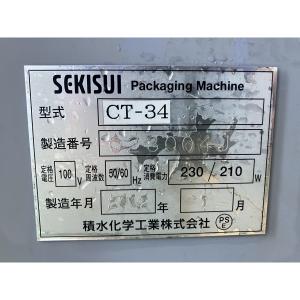 SEKISUI Packaging Machine
型式 CT-34
製造番号
定格電圧 100 V 定格周波数 50/60 Hz 定格消費電力 230 / 210 W
製造年月 年 月
積水化学工業株式会社 PSE